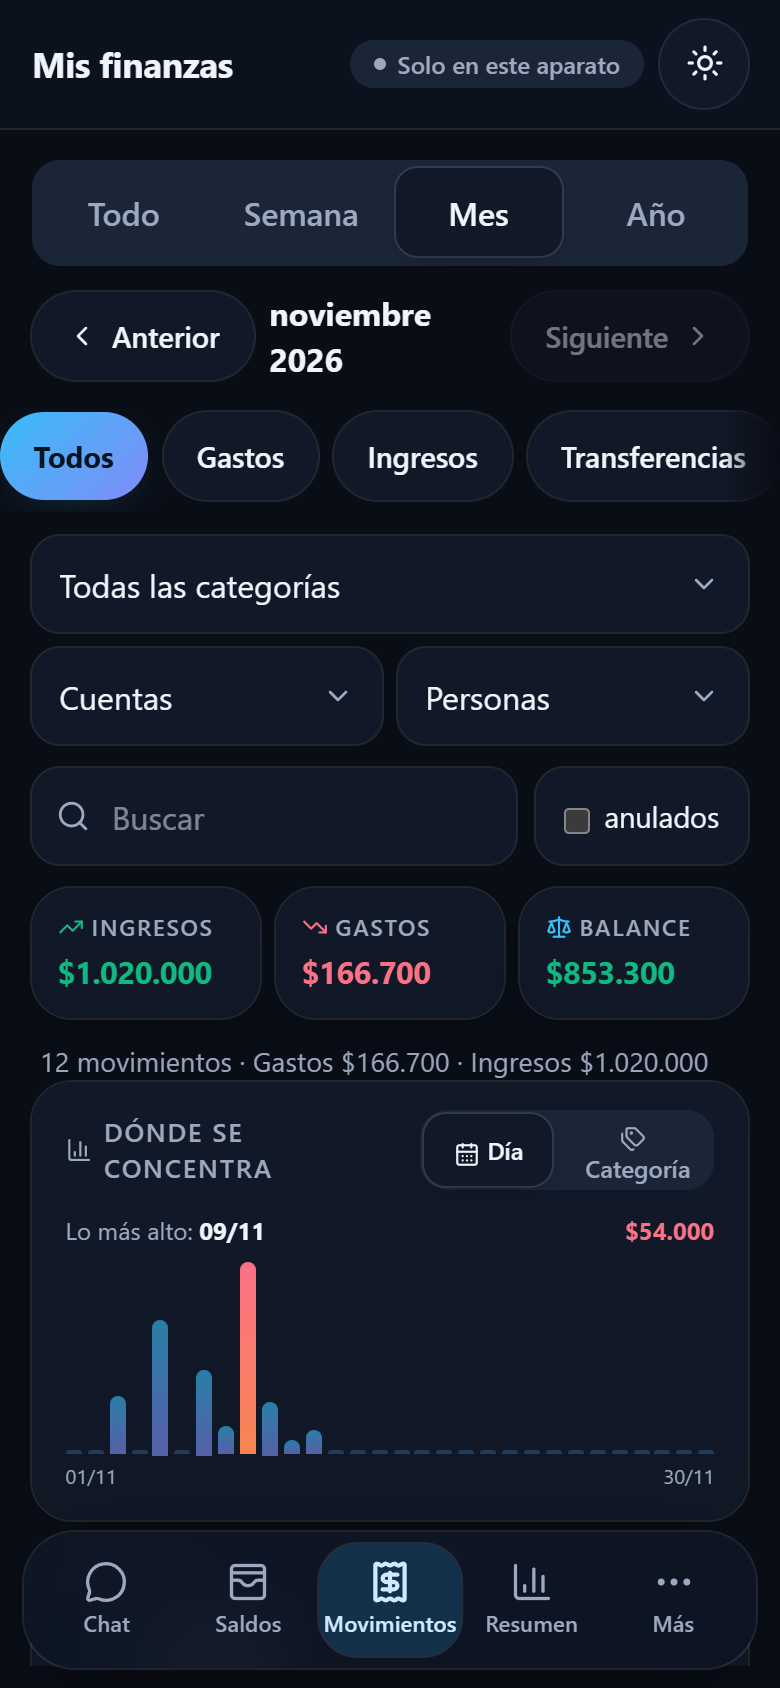 Mis finanzas
Solo en este aparato
Todo
Semana
Mes
Año
Anterior
noviembre
2026
Siguiente
Todos
Gastos
Ingresos
Transferencias
Todas las categorías
Cuentas
Personas
Buscar
anulados
INGRESOS
$1.020.000
GASTOS
$166.700
BALANCE
$853.300
12 movimientos · Gastos $166.700 · Ingresos $1.020.000
DÓNDE SE
CONCENTRA
Día
Categoría
Lo más alto: 09/11
$54.000
01/11
30/11
Chat
Saldos
Movimientos
Resumen
Más